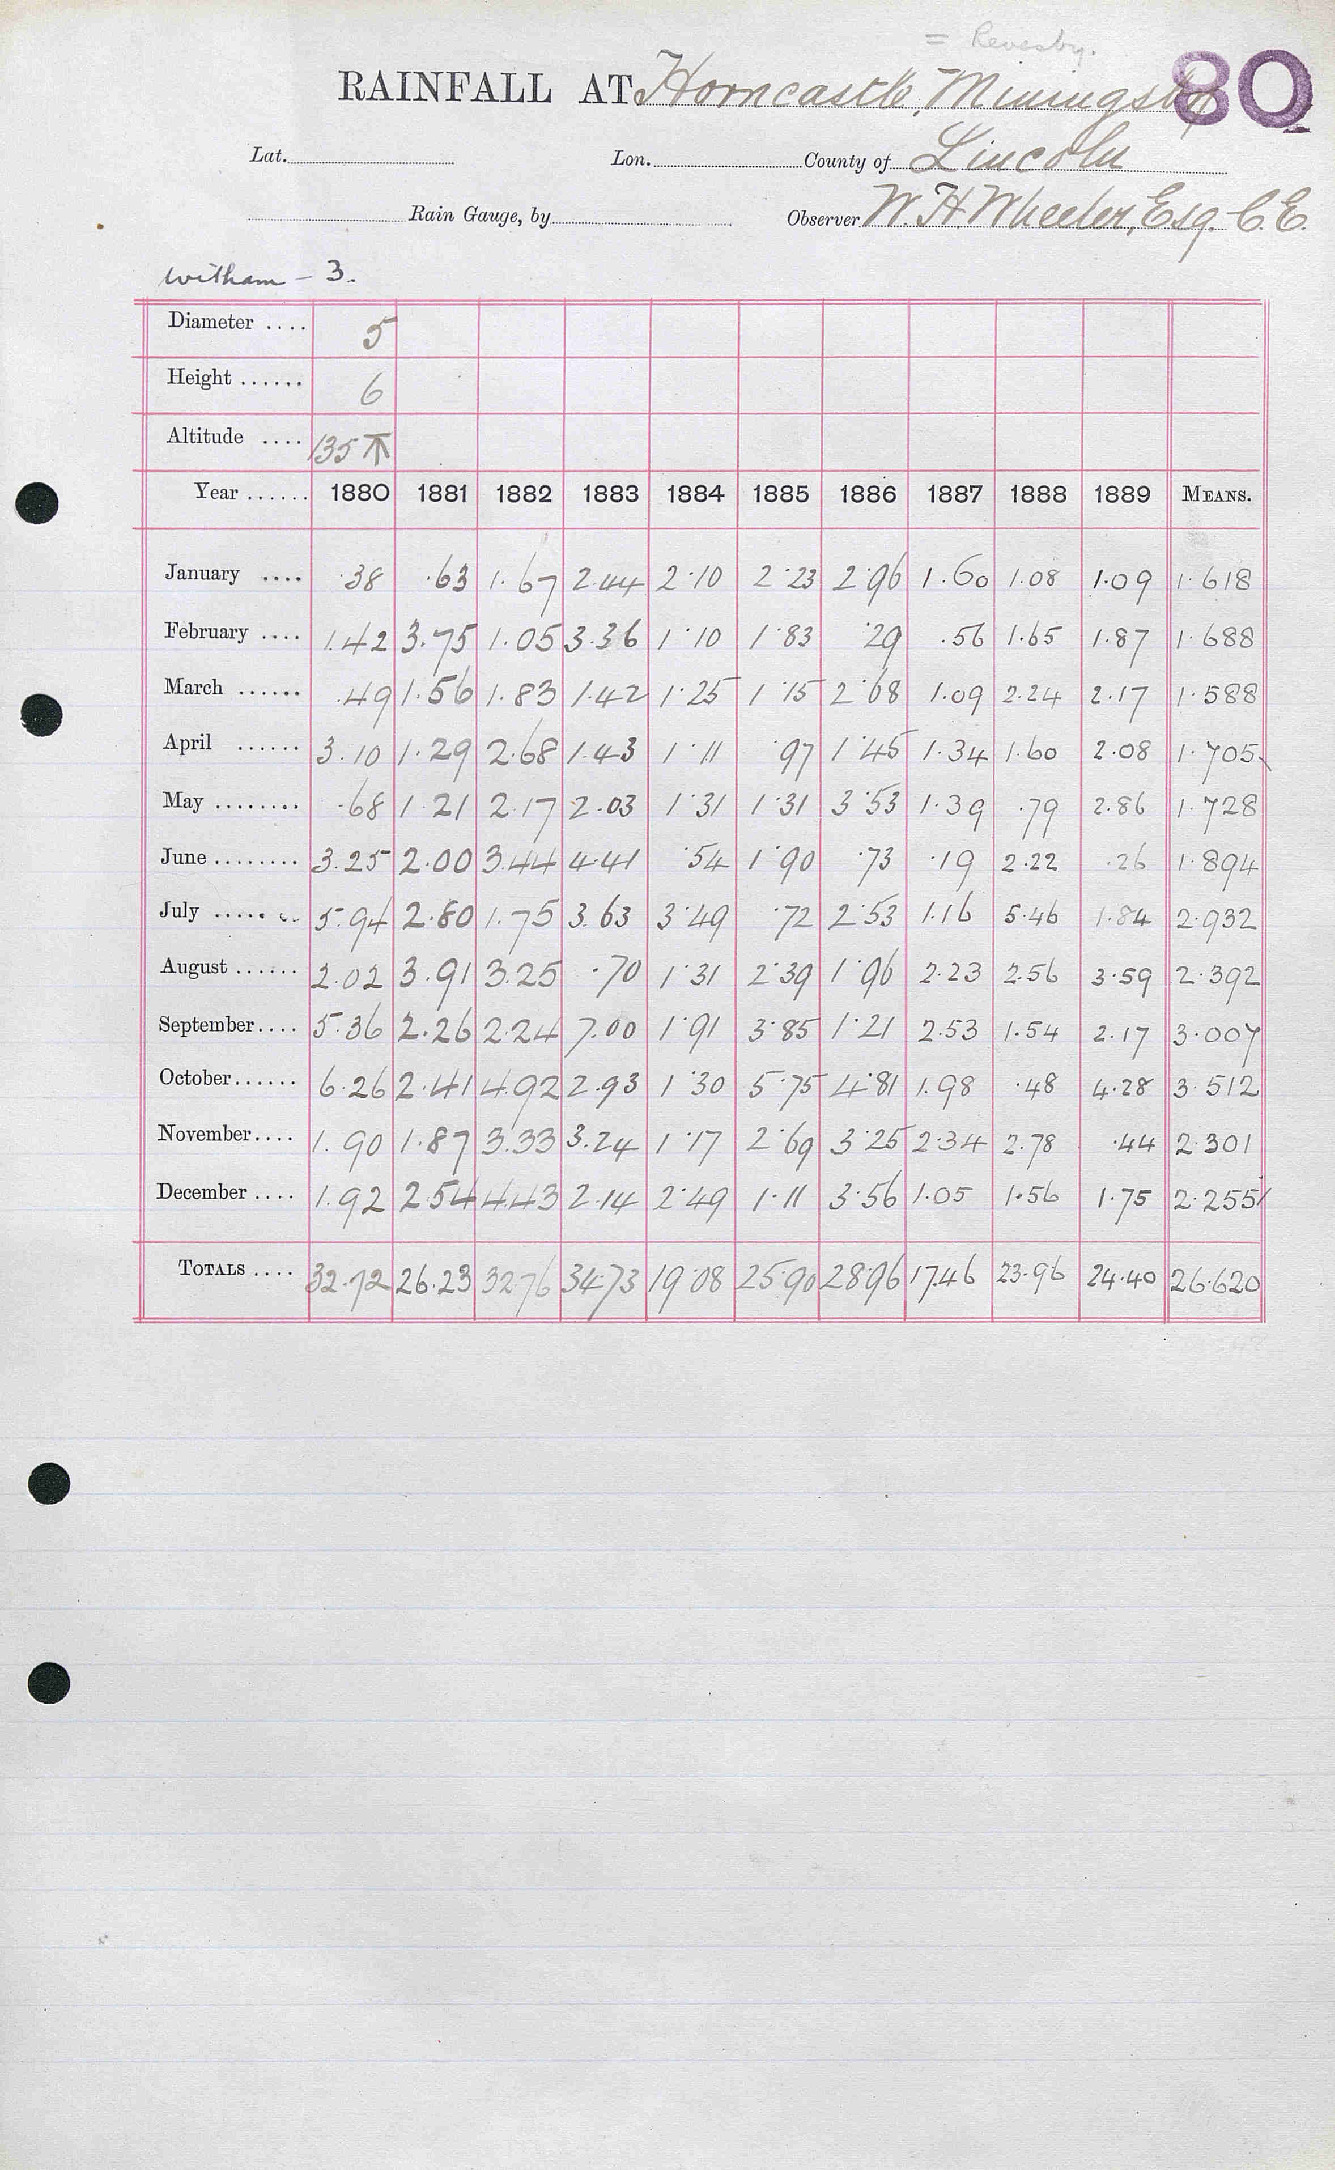 = Revesby.
RAINFALL AT Horncastle, Miningsby 80
Lat. Lon. County of Lincoln
Rain Gauge, by Observer W. H. Wheeler, Esq. C.E.
Witham - 3.
Diameter .... 5
Height ...... 6
Altitude .... 135 ⊼
Year ...... 1880 1881 1882 1883 1884 1885 1886 1887 1888 1889 MEANS.
January .... .38 .63 1.67 2.44 2.10 2.23 2.96 1.60 1.08 1.09 1.618
February .... 1.42 3.75 1.05 3.36 1.10 1.83 .29 .56 1.65 1.87 1.688
March ...... .49 1.56 1.83 1.42 1.25 1.15 2.68 1.09 2.24 2.17 1.588
April ...... 3.10 1.29 2.68 1.43 1.11 .97 1.45 1.34 1.60 2.08 1.705
May ........ .68 1.21 2.17 2.03 1.31 1.31 3.53 1.39 .79 2.86 1.728
June ........ 3.25 2.00 3.44 4.41 .54 1.90 .73 .19 2.22 .26 1.894
July ........ 5.94 2.80 1.75 3.63 3.49 .72 2.53 1.16 5.46 1.84 2.932
August ...... 2.02 3.91 3.25 .70 1.31 2.39 1.96 2.23 2.56 3.59 2.392
September .... 5.36 2.26 2.24 7.00 1.91 3.85 1.21 2.53 1.54 2.17 3.007
October ...... 6.26 2.41 4.92 2.93 1.30 5.75 4.81 1.98 .48 4.28 3.512
November .... 1.90 1.87 3.33 3.24 1.17 2.69 3.25 2.34 2.78 .44 2.301
December .... 1.92 2.54 4.43 2.14 2.49 1.11 3.56 1.05 1.56 1.75 2.255
TOTALS .... 32.72 26.23 32.76 34.73 19.08 25.90 28.96 17.46 23.96 24.40 26.620